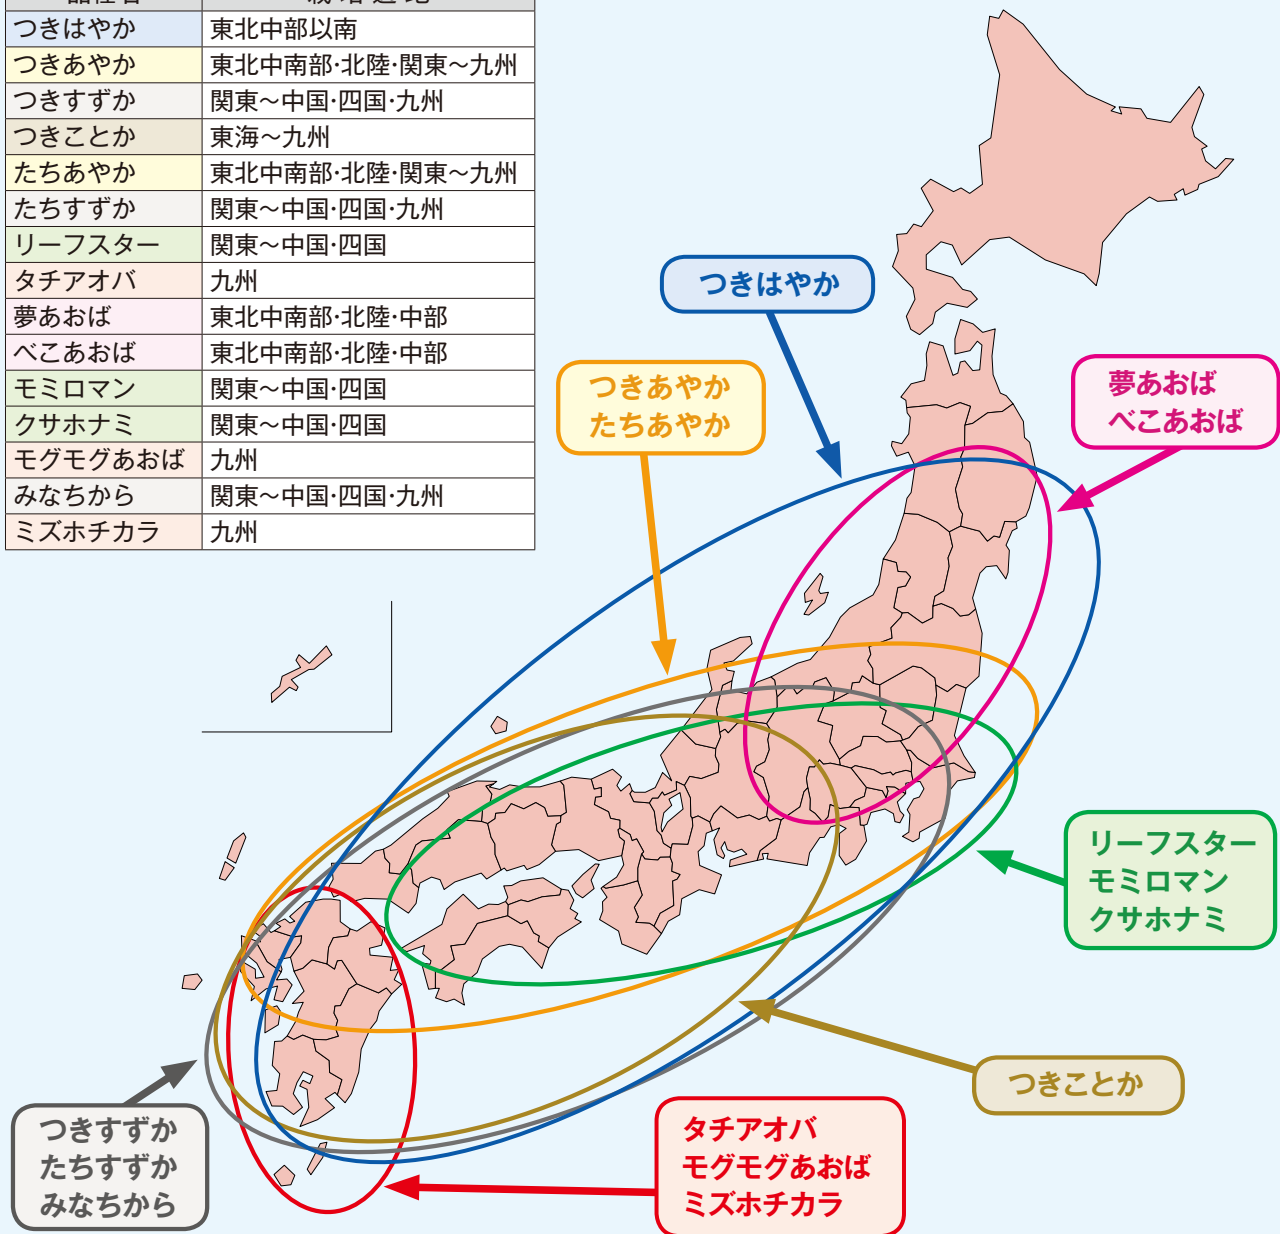 品種名 栽培適地
つきはやか 東北中部以南
つきあやか 東北中南部·北陸·関東～九州
つきすずか 関東～中国·四国·九州
つきことか 東海～九州
たちあやか 東北中南部·北陸·関東～九州
たちすずか 関東～中国·四国·九州
リーフスター 関東～中国·四国
タチアオバ 九州
夢あおば 東北中南部·北陸·中部
べこあおば 東北中南部·北陸·中部
モミロマン 関東～中国·四国
クサホナミ 関東～中国·四国
モグモグあおば 九州
みなちから 関東～中国·四国·九州
ミズホチカラ 九州
つきはやか
つきあやか
たちあやか
夢あおば
べこあおば
リーフスター
モミロマン
クサホナミ
つきことか
つきすずか
たちすずか
みなちから
タチアオバ
モグモグあおば
ミズホチカラ